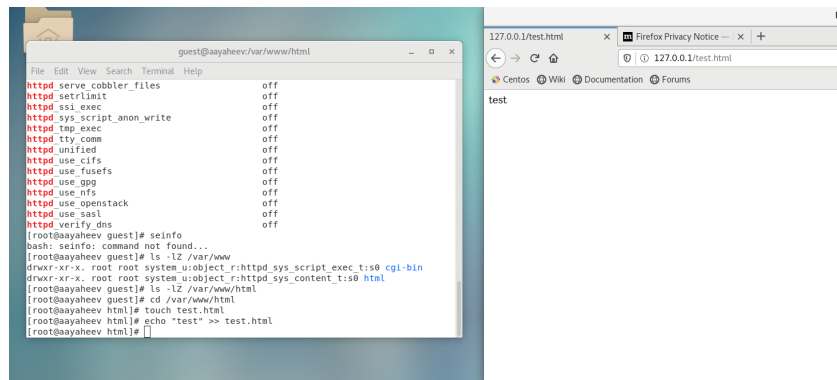 guest@aayaheev:/var/www/html
File Edit View Search Terminal Help
httpd_serve_cobbler_files off
httpd_setrlimit off
httpd_ssi_exec off
httpd_sys_script_anon_write off
httpd_tmp_exec off
httpd_tty_comm off
httpd_unified off
httpd_use_cifs off
httpd_use_fusefs off
httpd_use_gpg off
httpd_use_nfs off
httpd_use_openstack off
httpd_use_sasl off
httpd_verify_dns off
[root@aayaheev guest]# seinfo
bash: seinfo: command not found...
[root@aayaheev guest]# ls -lZ /var/www
drwxr-xr-x. root root system_u:object_r:httpd_sys_script_exec_t:s0 cgi-bin
drwxr-xr-x. root root system_u:object_r:httpd_sys_content_t:s0 html
[root@aayaheev guest]# ls -lZ /var/www/html
[root@aayaheev guest]# cd /var/www/html
[root@aayaheev html]# touch test.html
[root@aayaheev html]# echo "test" >> test.html
[root@aayaheev html]#
127.0.0.1/test.html
Firefox Privacy Notice —
127.0.0.1/test.html
Centos Wiki Documentation Forums
test